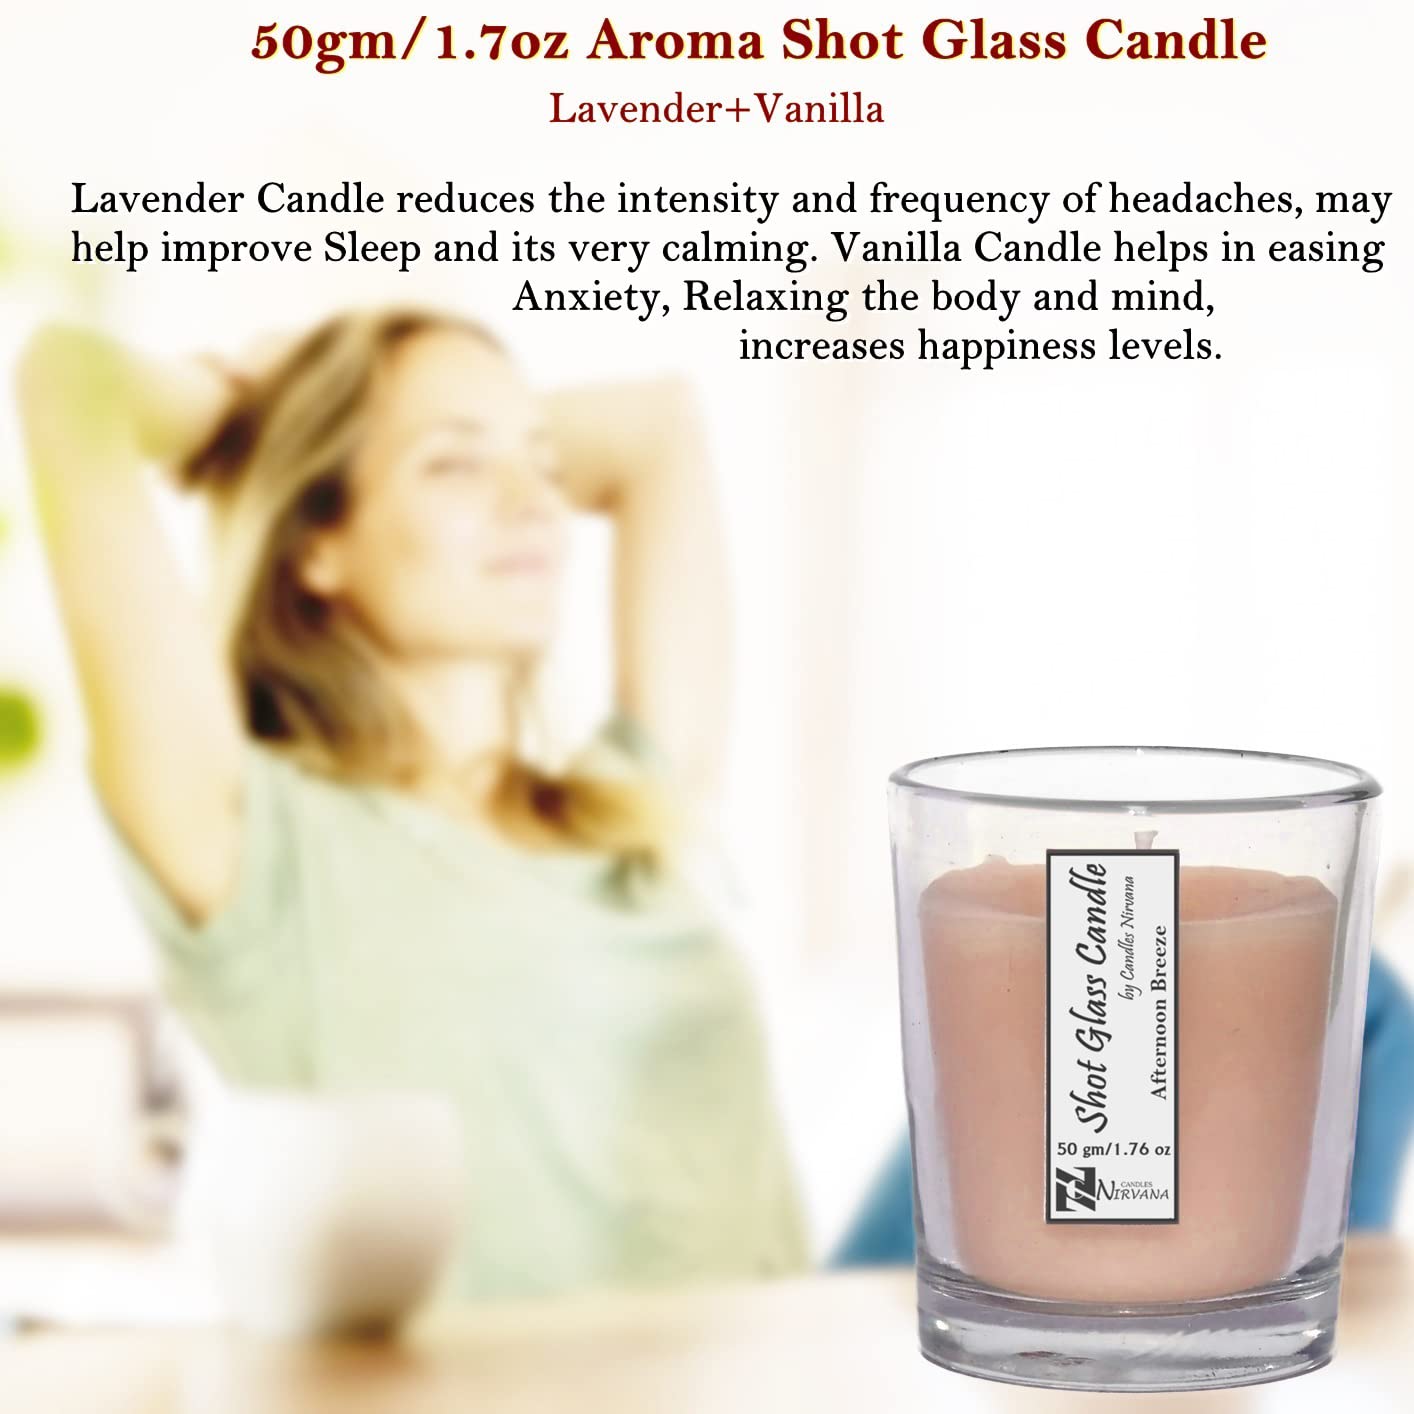 50gm/1.7oz Aroma Shot Glass Candle
Lavender+Vanilla
Lavender Candle reduces the intensity and frequency of headaches, may
help improve Sleep and its very calming. Vanilla Candle helps in easing
Anxiety, Relaxing the body and mind,
increases happiness levels.
Shot Glass Candle
by Candles Nirvana
Afternoon Breeze
50 gm/1.76 oz
CANDLES
NIRVANA